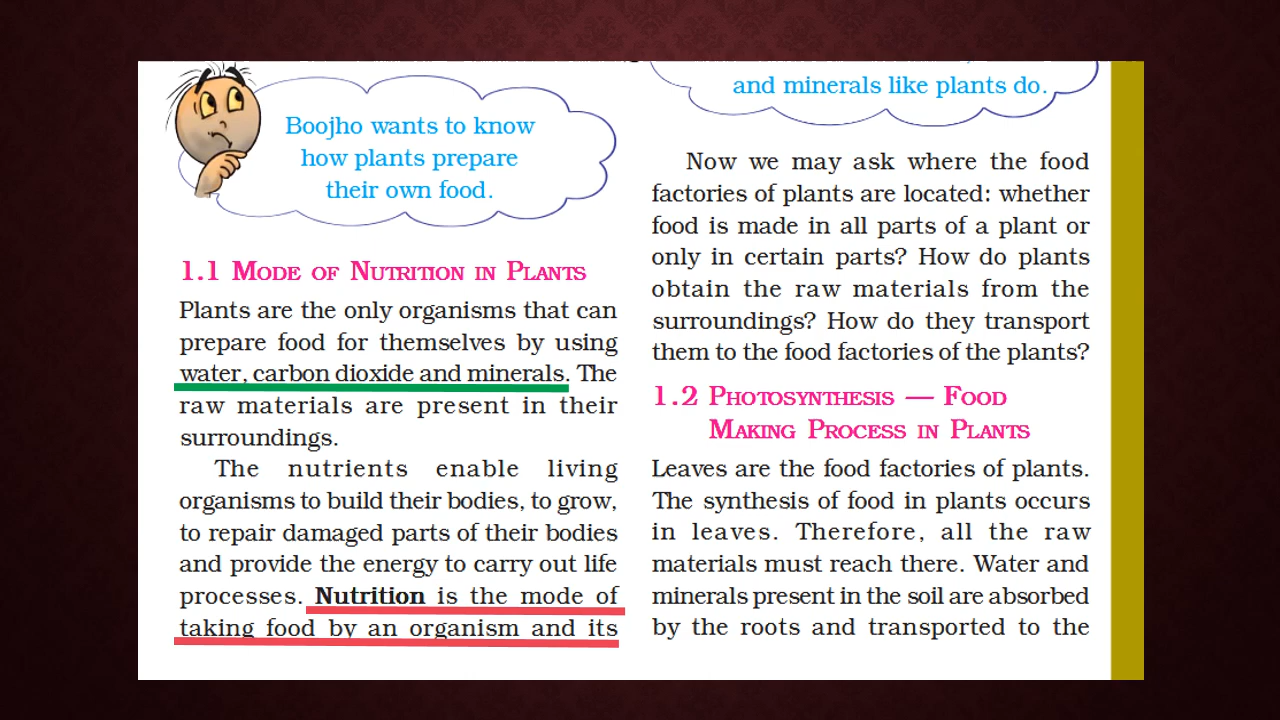 Boojho wants to know
how plants prepare
their own food.
1.1 MODE OF NUTRITION IN PLANTS
Plants are the only organisms that can
prepare food for themselves by using
water, carbon dioxide and minerals. The
raw materials are present in their
surroundings.
The nutrients enable living
organisms to build their bodies, to grow,
to repair damaged parts of their bodies
and provide the energy to carry out life
processes. Nutrition is the mode of
taking food by an organism and its
and minerals like plants do.
Now we may ask where the food
factories of plants are located: whether
food is made in all parts of a plant or
only in certain parts? How do plants
obtain the raw materials from the
surroundings? How do they transport
them to the food factories of the plants?
1.2 PHOTOSYNTHESIS — FOOD
MAKING PROCESS IN PLANTS
Leaves are the food factories of plants.
The synthesis of food in plants occurs
in leaves. Therefore, all the raw
materials must reach there. Water and
minerals present in the soil are absorbed
by the roots and transported to the